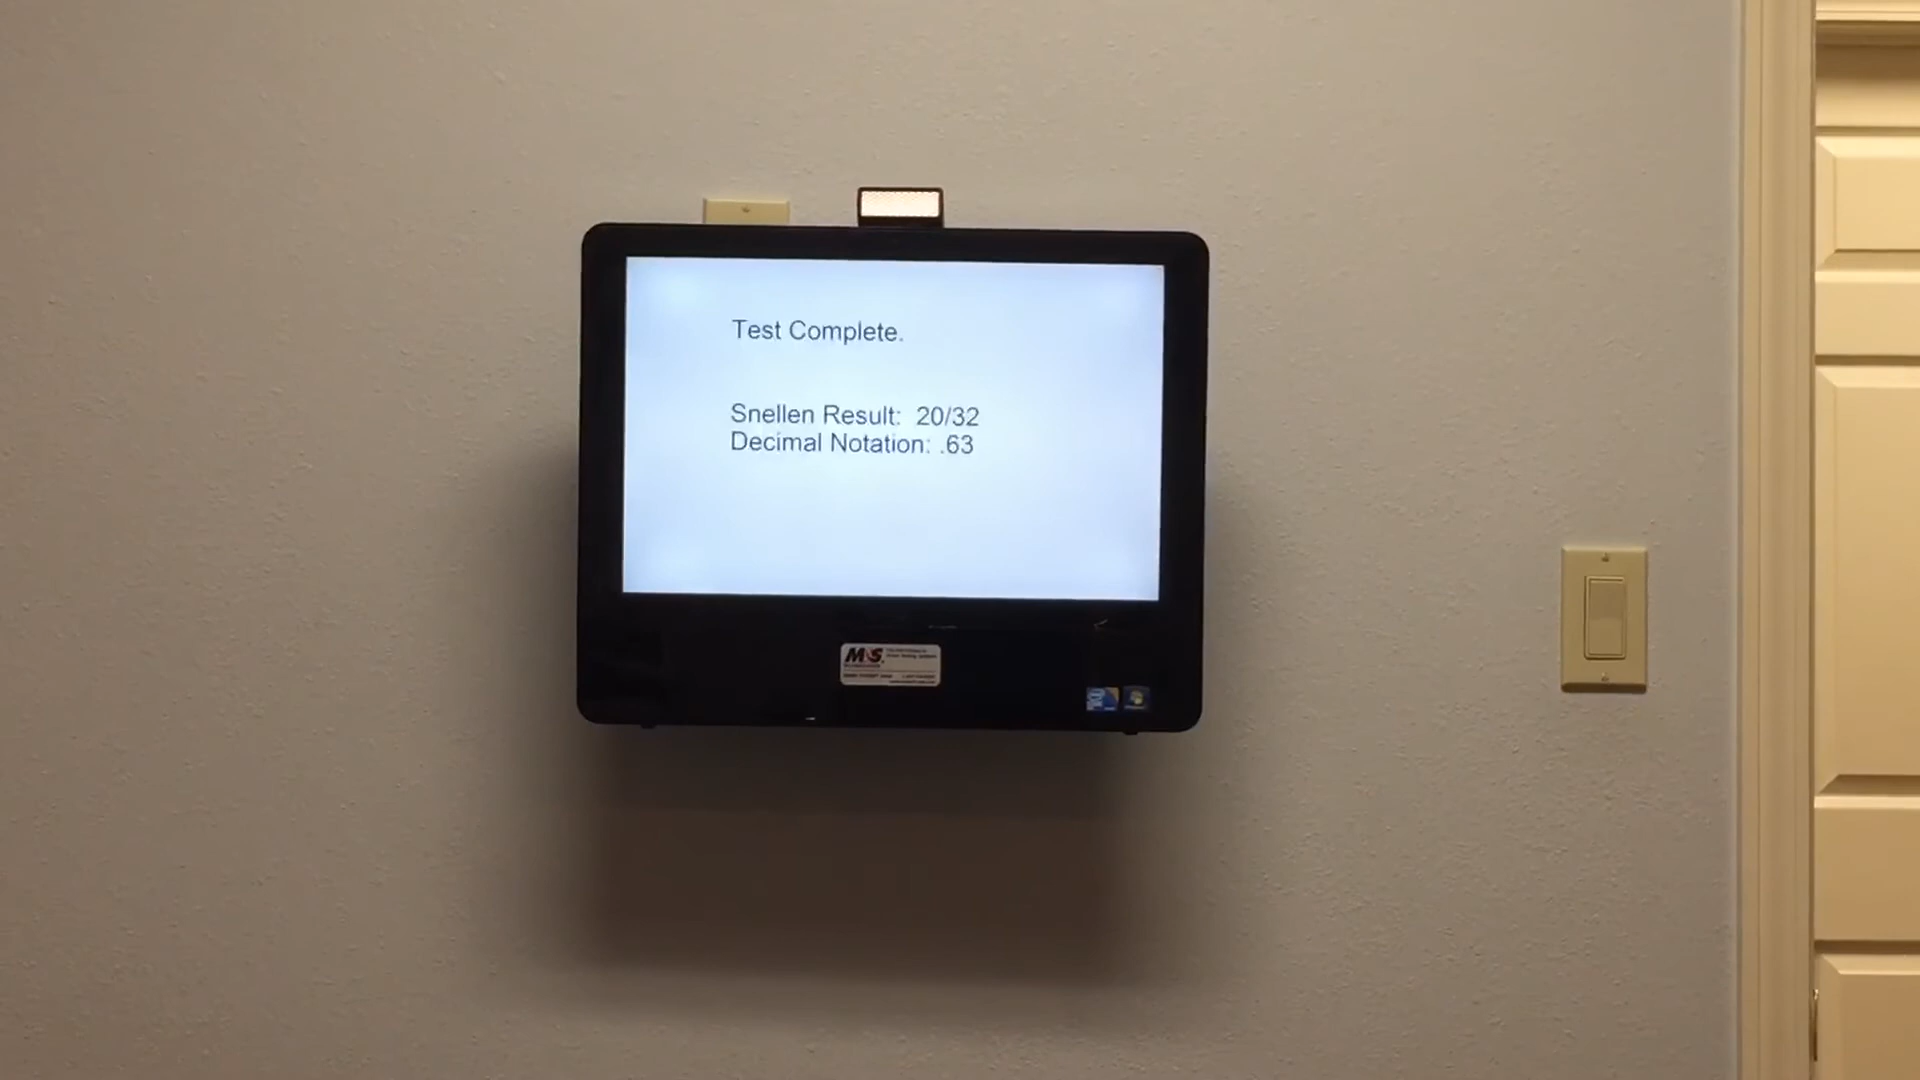 Test Complete.
Snellen Result: 20/32
Decimal Notation: .63
M&S